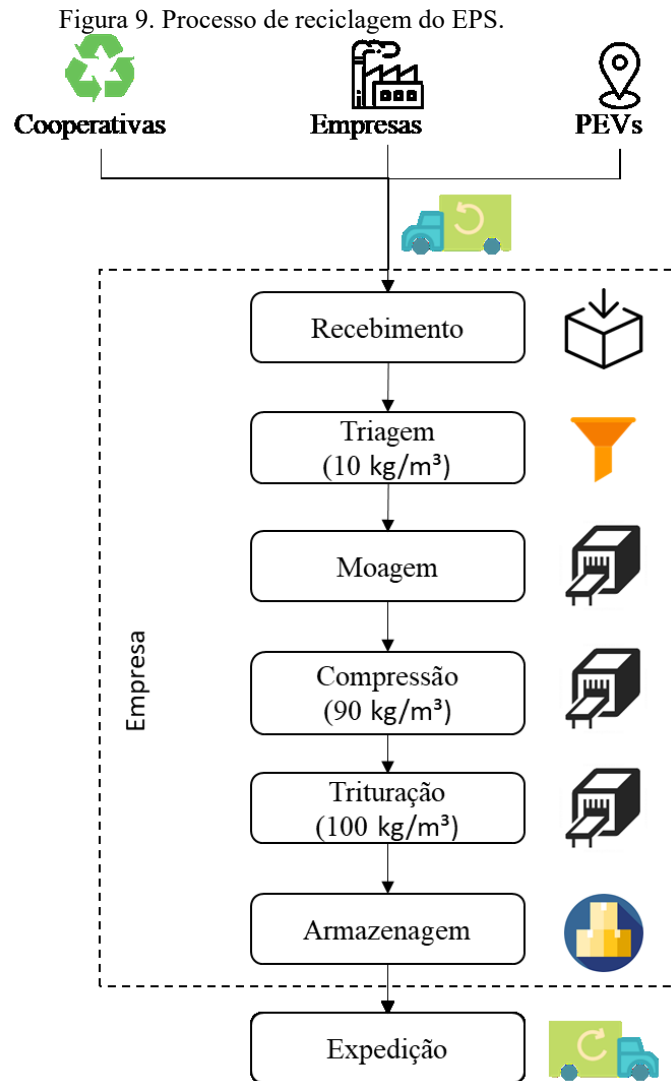 Figura 9. Processo de reciclagem do EPS.
Cooperativas
Empresas
PEVs
Recebimento
Triagem
(10 kg/m³)
Moagem
Empresa
Compressão
(90 kg/m³)
Trituração
(100 kg/m³)
Armazenagem
Expedição